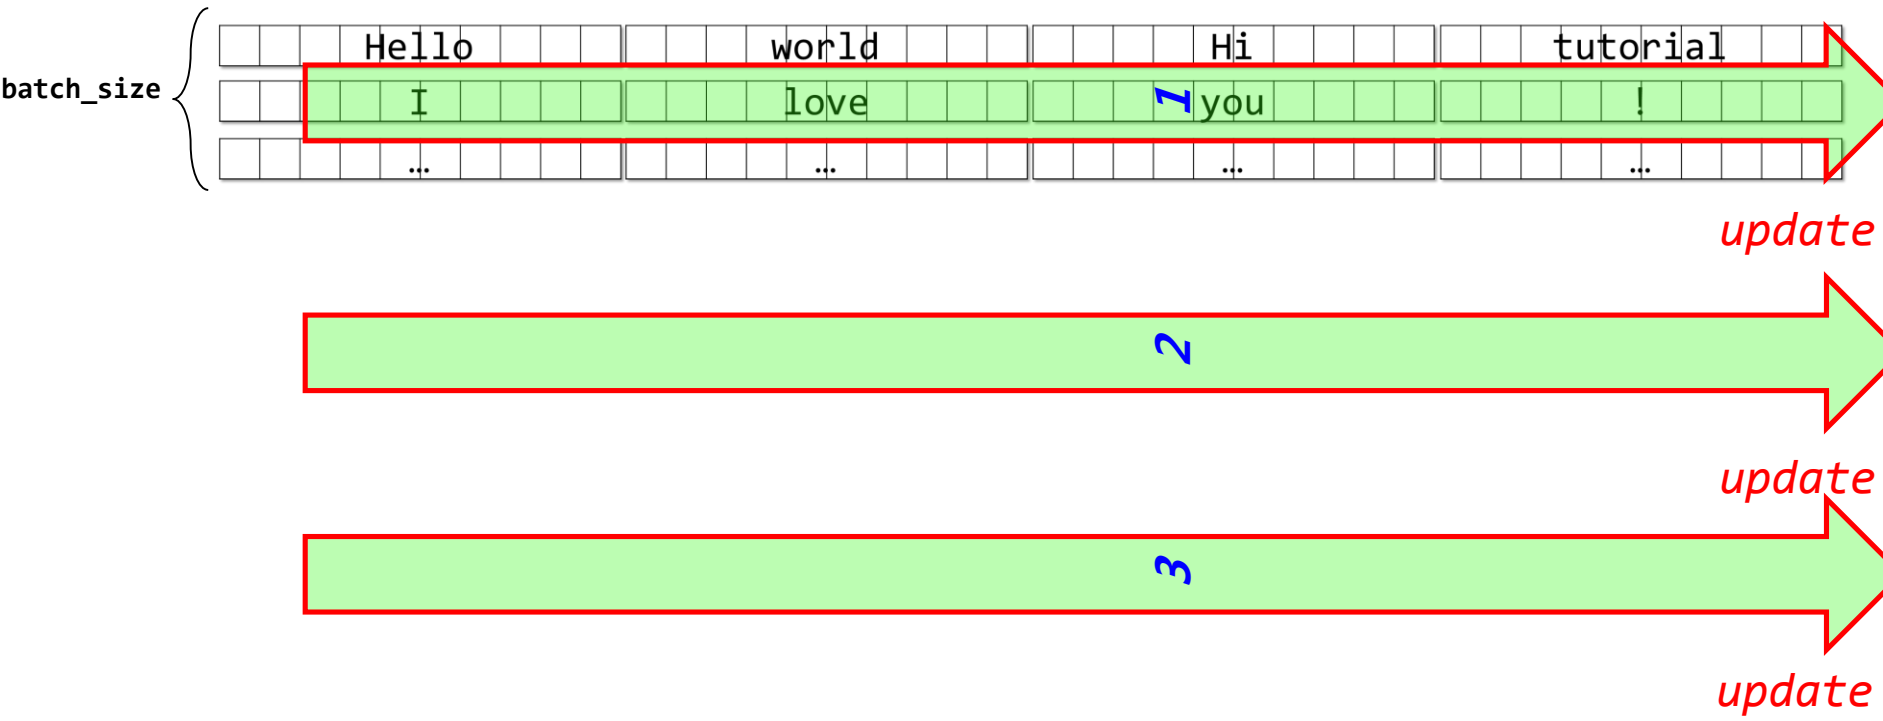 Hello world Hi tutorial
batch_size
I love you !
1
… … … …
update
2
update
3
update